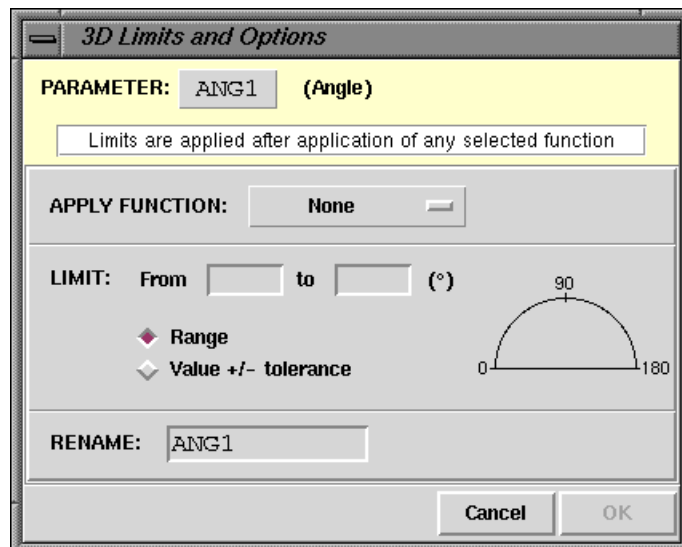 3D Limits and Options
PARAMETER: ANG1 (Angle)
Limits are applied after application of any selected function
APPLY FUNCTION: None
LIMIT: From to (°)
90
Range
Value +/- tolerance
0 180
RENAME: ANG1
Cancel OK